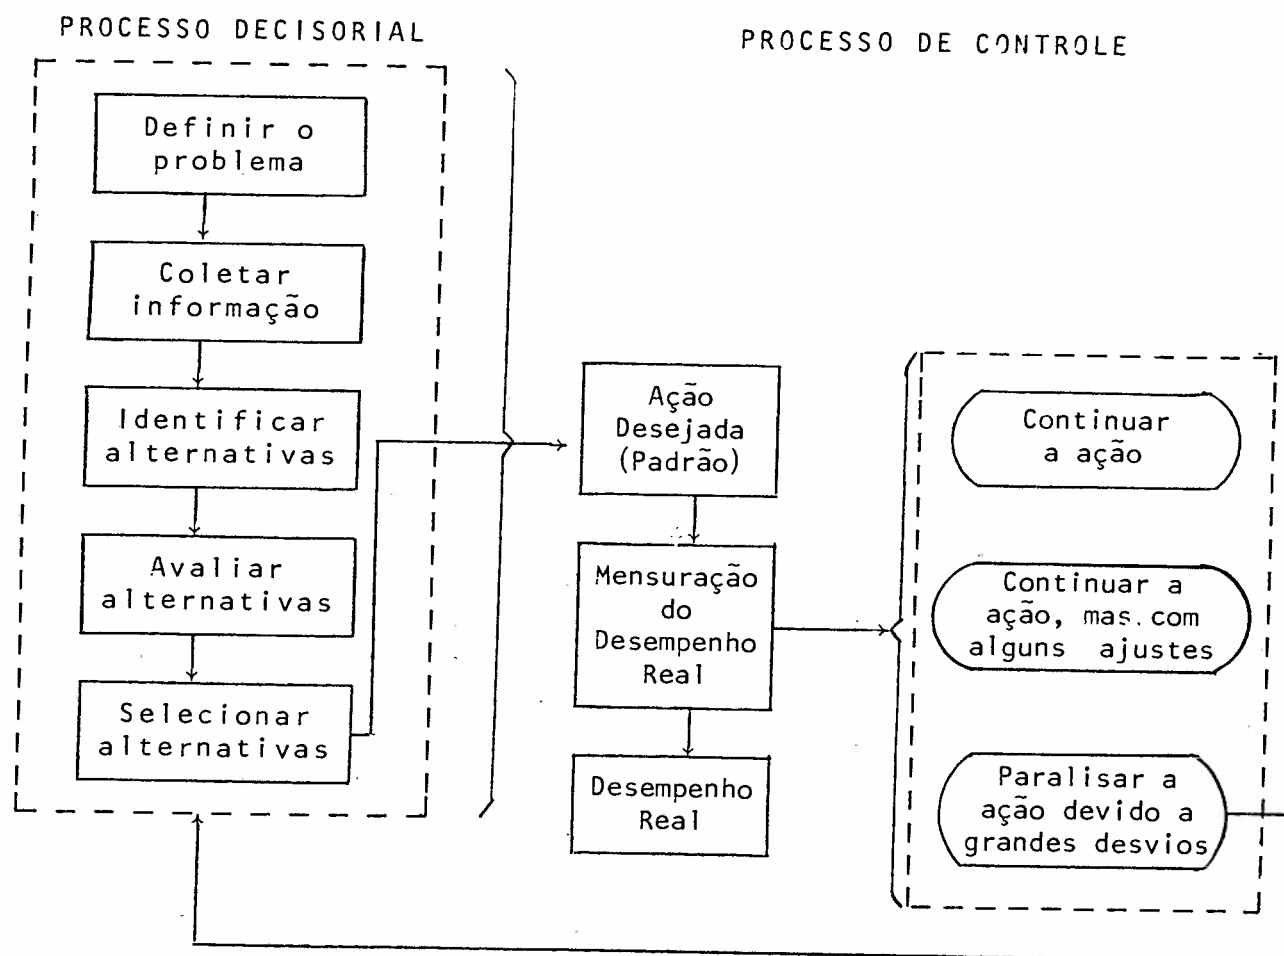 PROCESSO DECISORIAL
PROCESSO DE CONTROLE
Definir o
problema
Coletar
informação
Identificar
alternativas
Avaliar
alternativas
Selecionar
alternativas
Ação
Desejada
(Padrão)
Mensuração
do
Desempenho
Real
Desempenho
Real
Continuar
a ação
Continuar a
ação, mas com
alguns ajustes
Paralisar a
ação devido a
grandes desvios